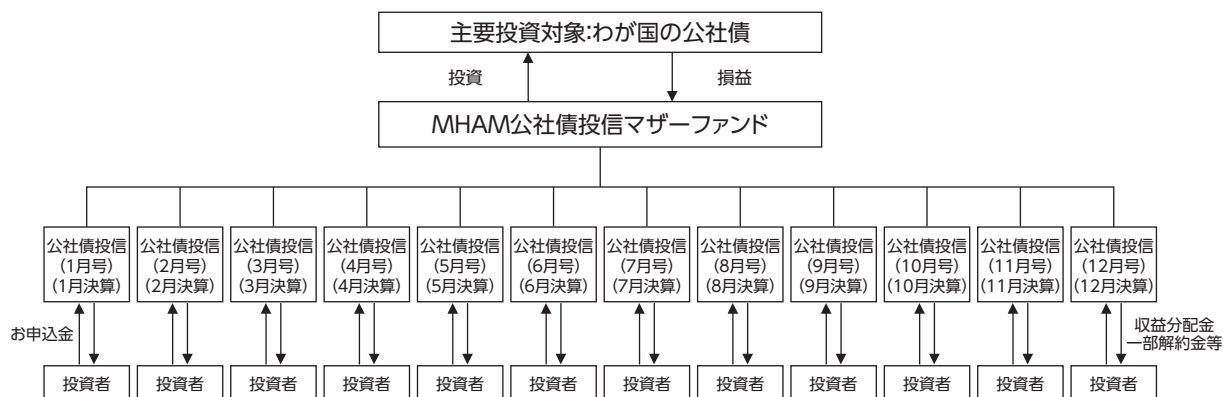 主要投資対象:わが国の公社債
投資
損益
MHAM公社債投信マザーファンド
公社債投信
(1月号)
(1月決算)
公社債投信
(2月号)
(2月決算)
公社債投信
(3月号)
(3月決算)
公社債投信
(4月号)
(4月決算)
公社債投信
(5月号)
(5月決算)
公社債投信
(6月号)
(6月決算)
公社債投信
(7月号)
(7月決算)
公社債投信
(8月号)
(8月決算)
公社債投信
(9月号)
(9月決算)
公社債投信
(10月号)
(10月決算)
公社債投信
(11月号)
(11月決算)
公社債投信
(12月号)
(12月決算)
お申込金
収益分配金
一部解約金等
投資者
投資者
投資者
投資者
投資者
投資者
投資者
投資者
投資者
投資者
投資者
投資者